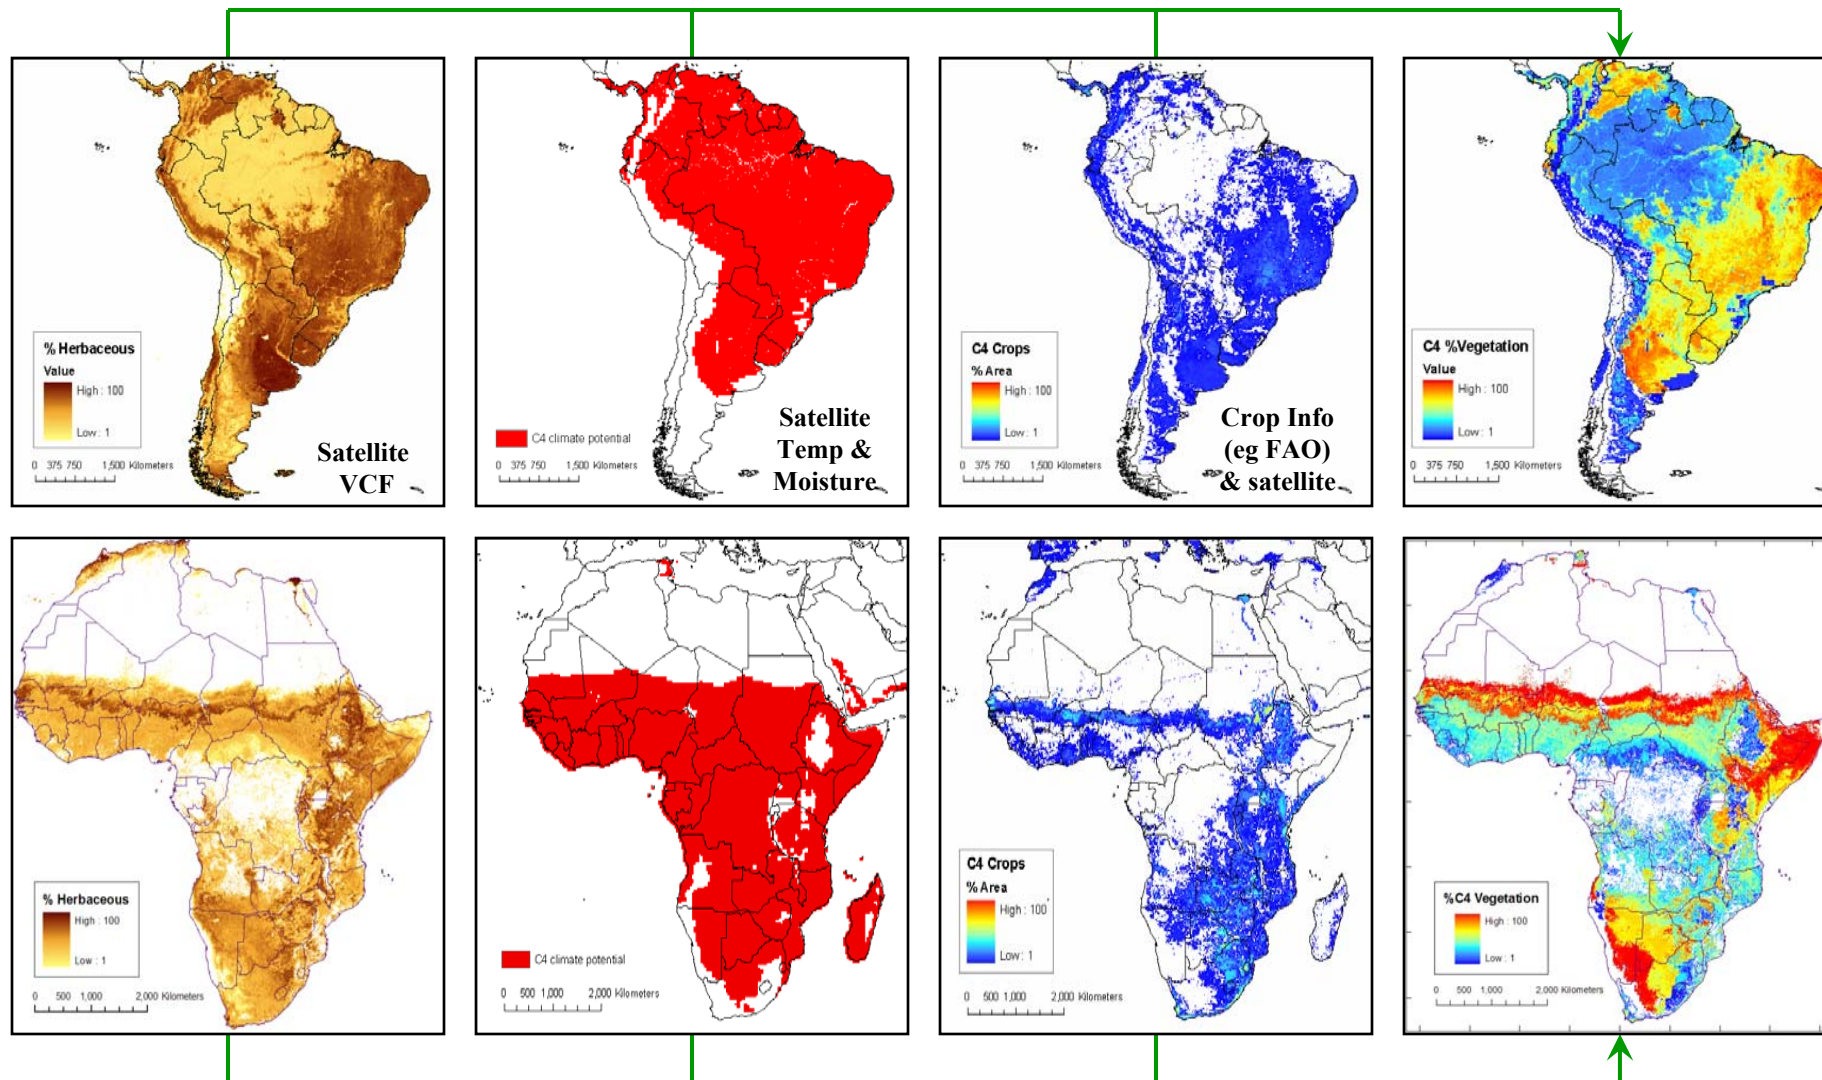 % Herbaceous
Value
High : 100
Low : 1
0 375 750 1,500 Kilometers
Satellite
VCF
C4 climate potential
0 375 750 1,500 Kilometers
Satellite
Temp &
Moisture
C4 Crops
% Area
High : 100
Low : 1
0 375 750 1,500 Kilometers
Crop Info
(eg FAO)
& satellite
C4 %Vegetation
Value
High : 100
Low : 1
0 375 750 1,500 Kilometers
% Herbaceous
High : 100
Low : 1
0 500 1,000 2,000 Kilometers
C4 climate potential
0 500 1,000 2,000 Kilometers
C4 Crops
% Area
High : 100
Low : 1
0 500 1,000 2,000 Kilometers
%C4 Vegetation
High : 100
Low : 1
0 500 1,000 2,000 Kilometers